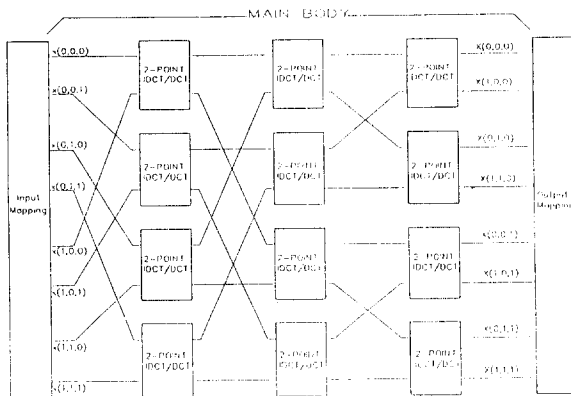 MAIN BODY
Input
Mapping
x(0,0,0)
x(0,0,1)
x(0,1,0)
x(0,1,1)
x(1,0,0)
x(1,0,1)
x(1,1,0)
x(1,1,1)
2-POINT
IDCT/DCT
2-POINT
IDCT/DCT
2-POINT
IDCT/DCT
2-POINT
IDCT/DCT
2-POINT
IDCT/DCT
2-POINT
IDCT/DCT
2-POINT
IDCT/DCT
2-POINT
IDCT/DCT
2-POINT
IDCT/DCT
2-POINT
IDCT/DCT
2-POINT
IDCT/DCT
2-POINT
IDCT/DCT
X(0,0,0)
X(1,0,0)
X(0,1,0)
X(1,1,0)
X(0,0,1)
X(1,0,1)
X(0,1,1)
X(1,1,1)
Output
Mapping